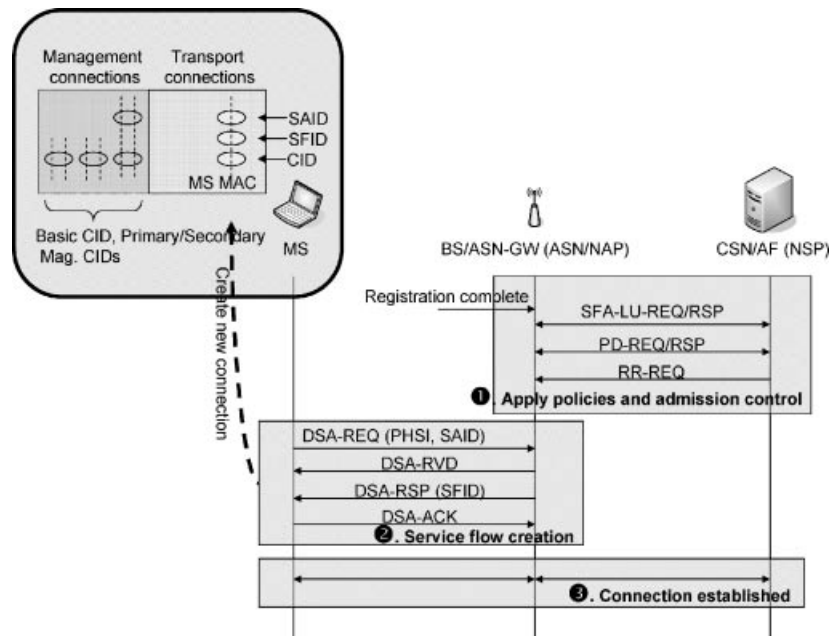 Management connections
Transport connections
SAID
SFID
CID
MS MAC
Basic CID, Primary/Secondary
Mag. CIDs
MS
BS/ASN-GW (ASN/NAP)
CSN/AF (NSP)
Create new connection
Registration complete
SFA-LU-REQ/RSP
PD-REQ/RSP
RR-REQ
❶. Apply policies and admission control
DSA-REQ (PHSI, SAID)
DSA-RVD
DSA-RSP (SFID)
DSA-ACK
❷. Service flow creation
❸. Connection established